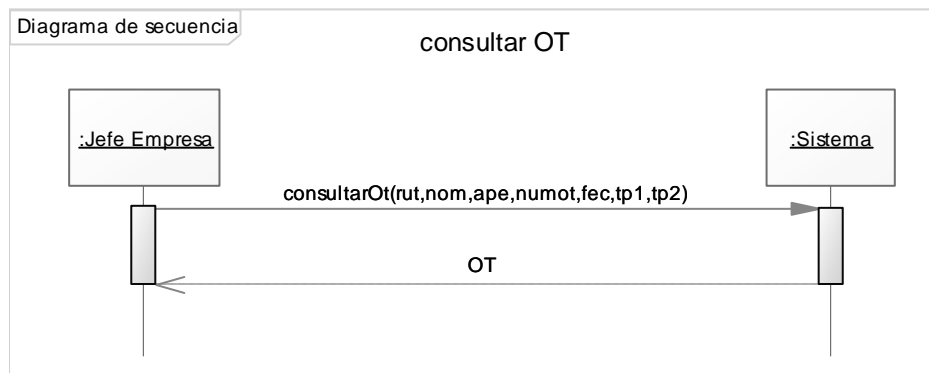 Diagrama de secuencia
consultar OT
:Jefe Empresa
:Sistema
consultarOt(rut,nom,ape,numot,fec,tp1,tp2)
OT